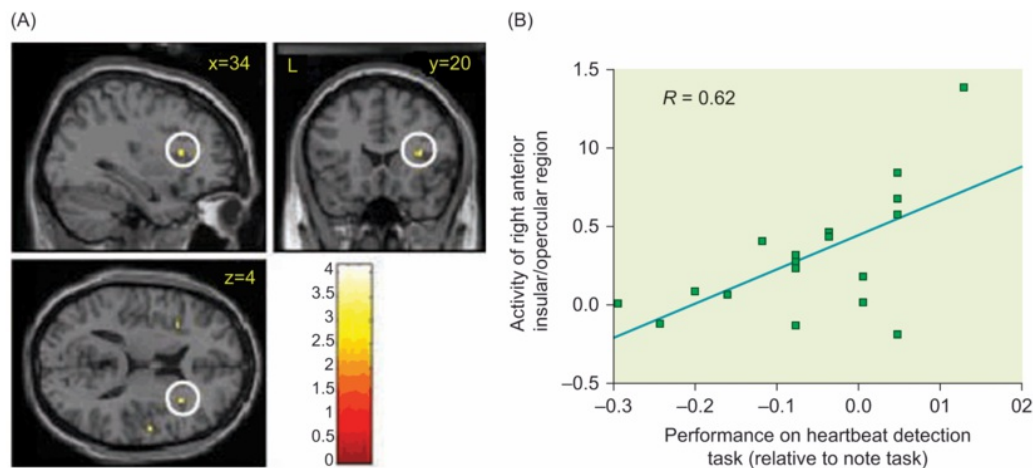 (A)
x=34
L
y=20
z=4
4
3.5
3
2.5
2
1.5
1
0.5
0
(B)
R = 0.62
Activity of right anterior
insular/opercular region
1.5
10
0.5
0.0
–0.5
–0.3
–0.2
–0.1
0.0
01
02
Performance on heartbeat detection
task (relative to note task)